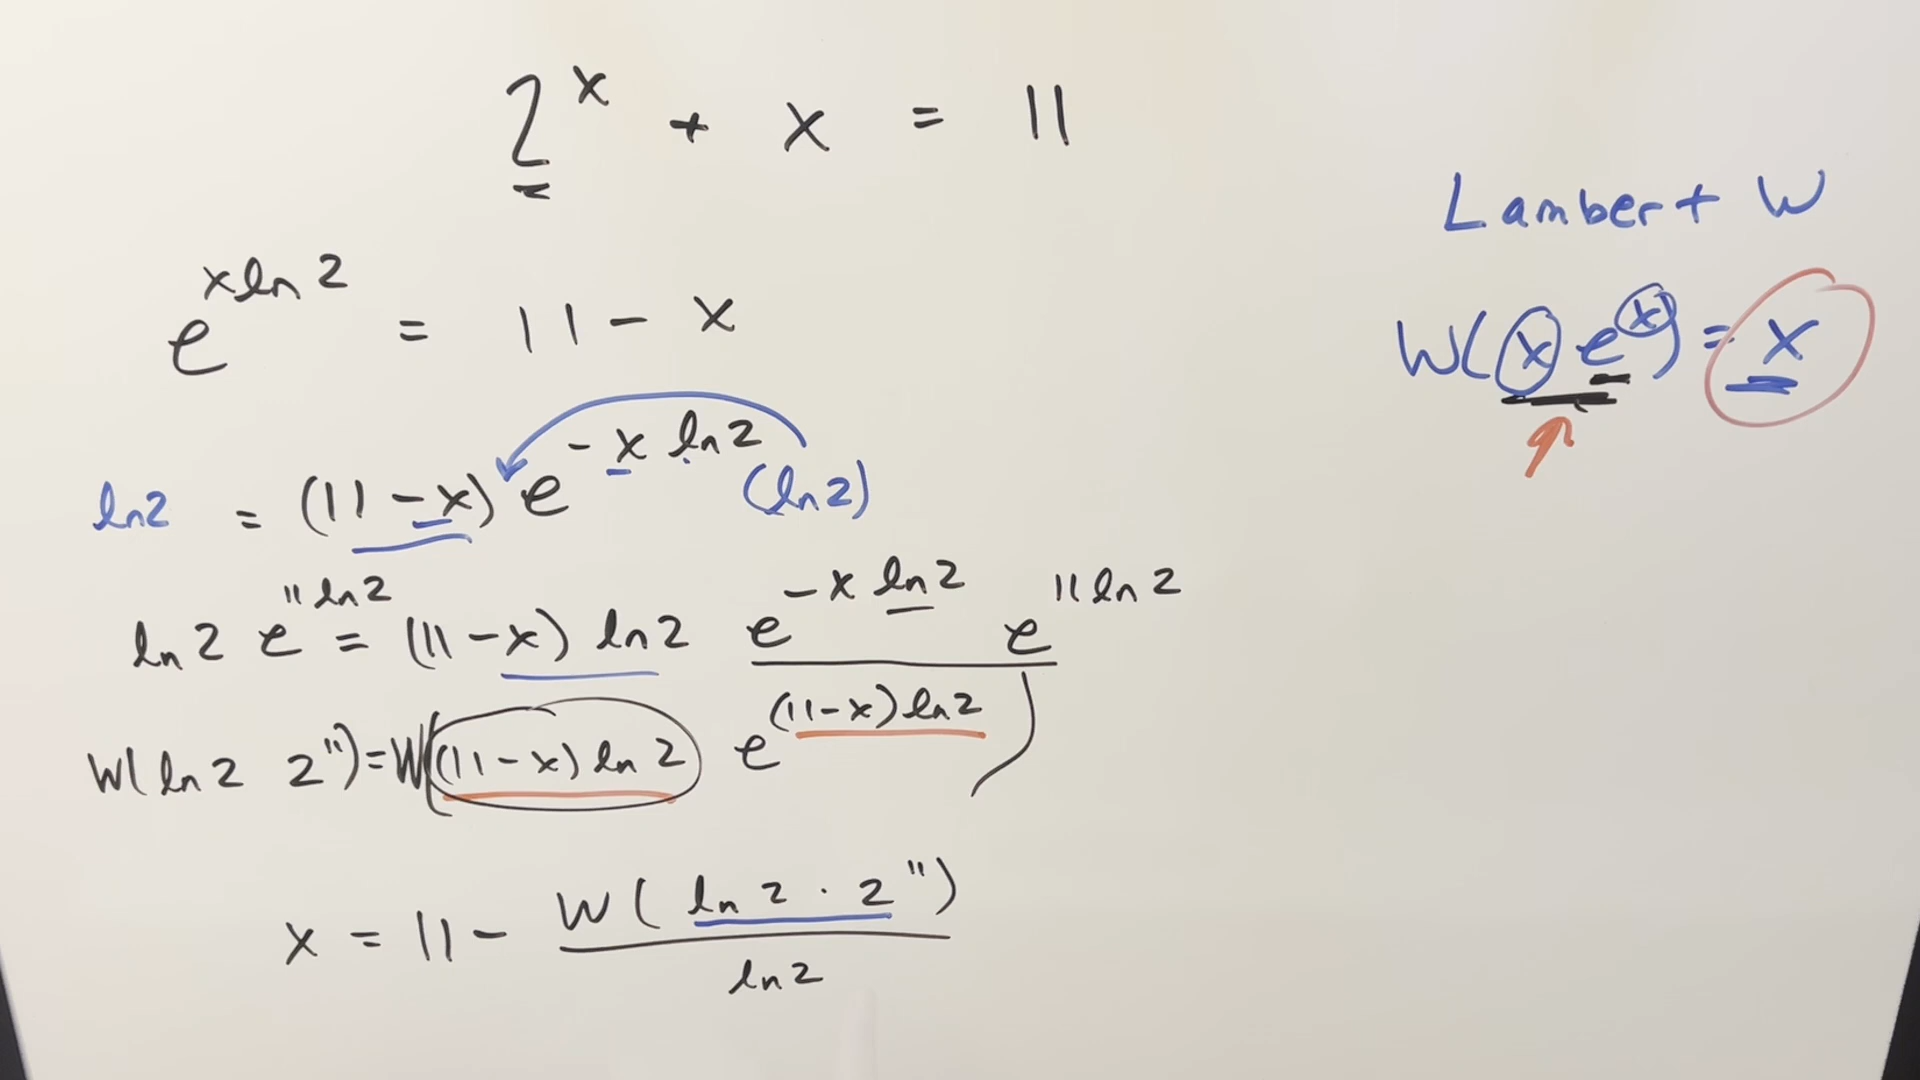 2^x + x = 11
Lambert W
e^{x ln 2} = 11 - x
W(x e^x) = x
ln2 = (11 - x) e^{-x ln 2} (ln2)
ln 2 e^{11 ln 2} = (11 - x) ln 2 e^{-x ln 2} e^{11 ln 2}
W(ln 2 2^{11}) = W((11 - x) ln 2 e^{(11-x) ln 2})
x = 11 - W(ln 2 · 2^{11}) / ln 2